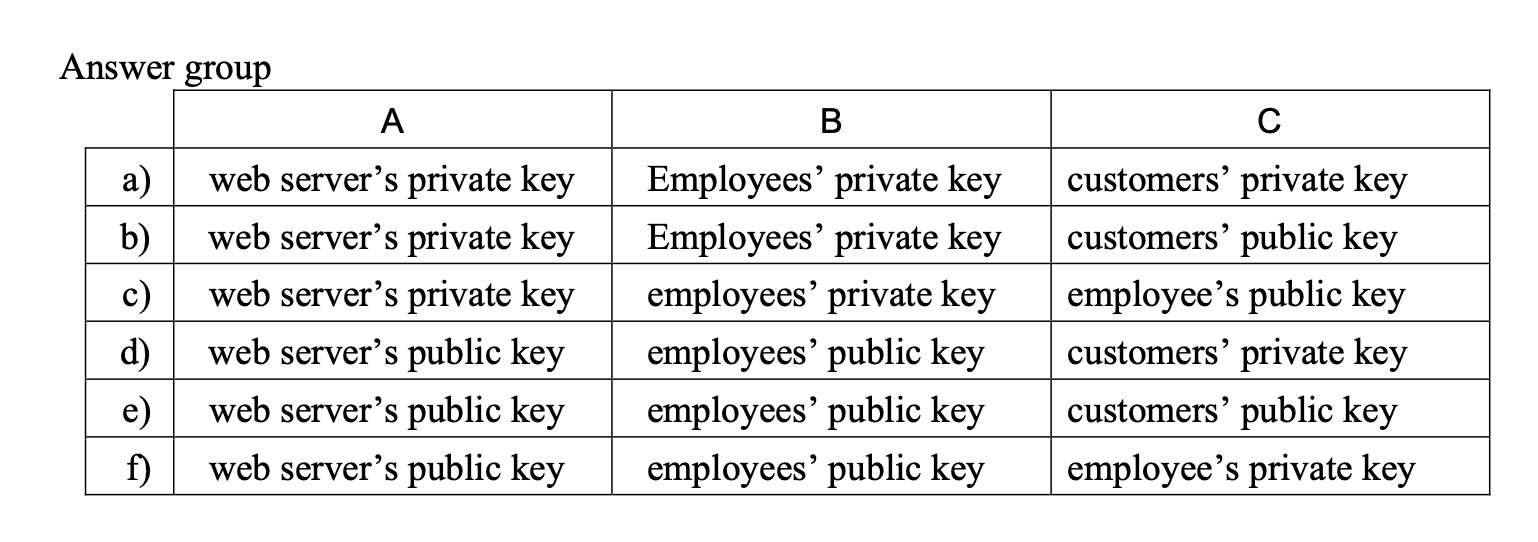 Answer group
A B C
a) web server’s private key Employees’ private key customers’ private key
b) web server’s private key Employees’ private key customers’ public key
c) web server’s private key employees’ private key employee’s public key
d) web server’s public key employees’ public key customers’ private key
e) web server’s public key employees’ public key customers’ public key
f) web server’s public key employees’ public key employee’s private key